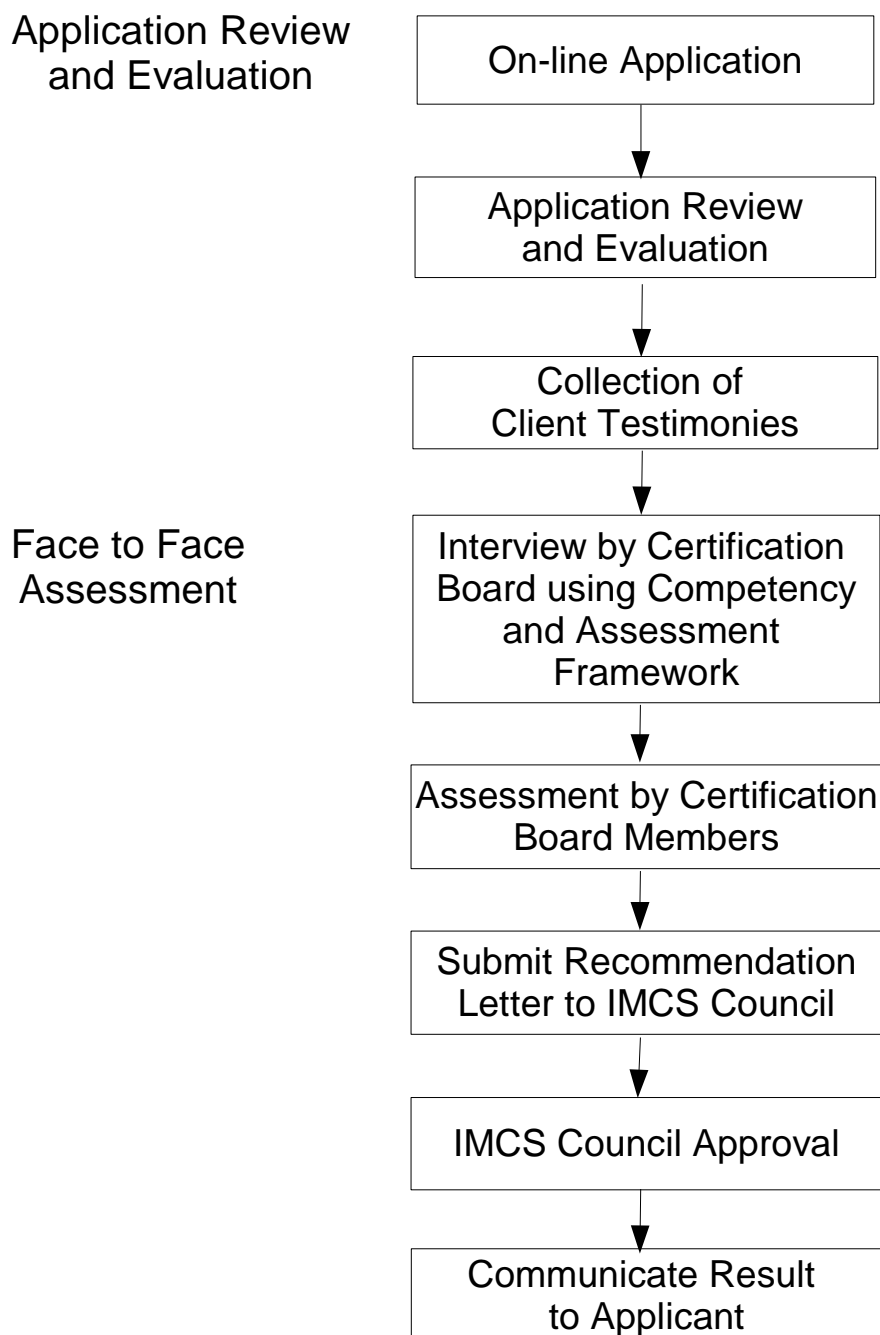 Application Review
and Evaluation
On-line Application
Application Review
and Evaluation
Collection of
Client Testimonies
Face to Face
Assessment
Interview by Certification
Board using Competency
and Assessment
Framework
Assessment by Certification
Board Members
Submit Recommendation
Letter to IMCS Council
IMCS Council Approval
Communicate Result
to Applicant